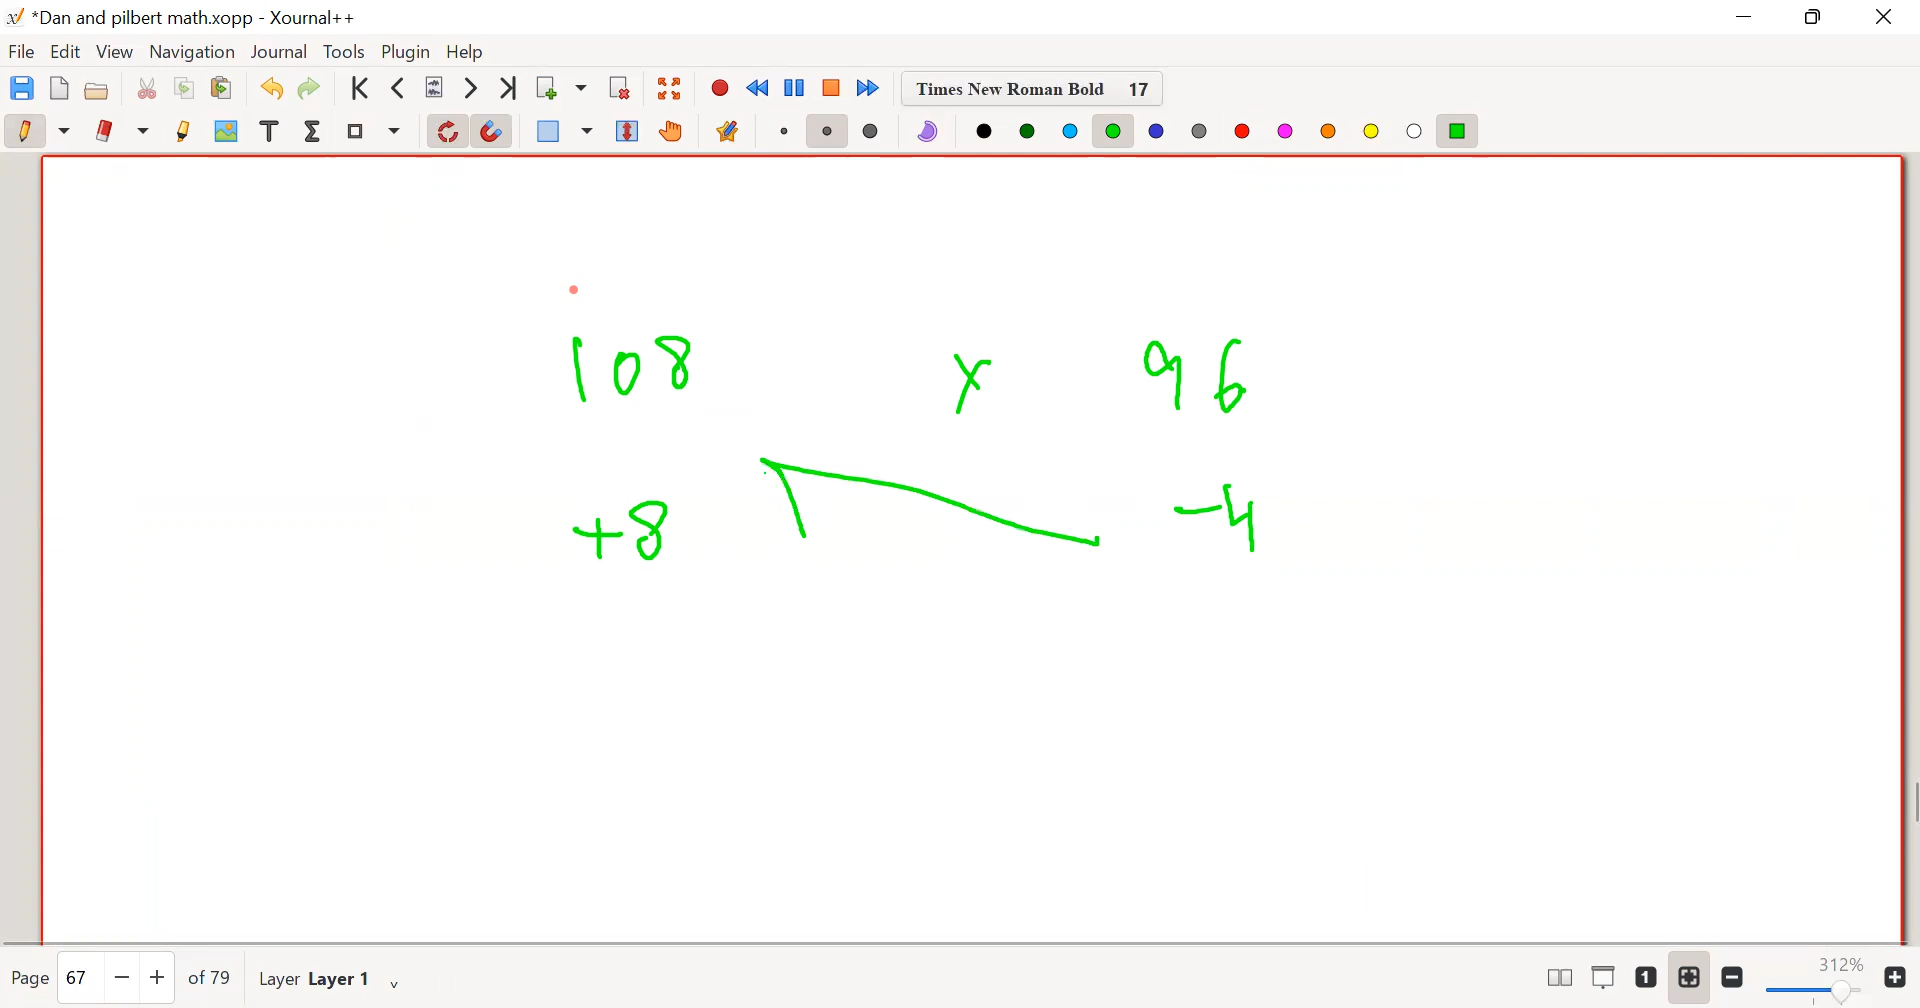 *Dan and pilbert math.xopp - Xournal++
File Edit View Navigation Journal Tools Plugin Help
Times New Roman Bold 17
108 x 96
+8 -4
Page 67 of 79 Layer Layer 1 1 312%